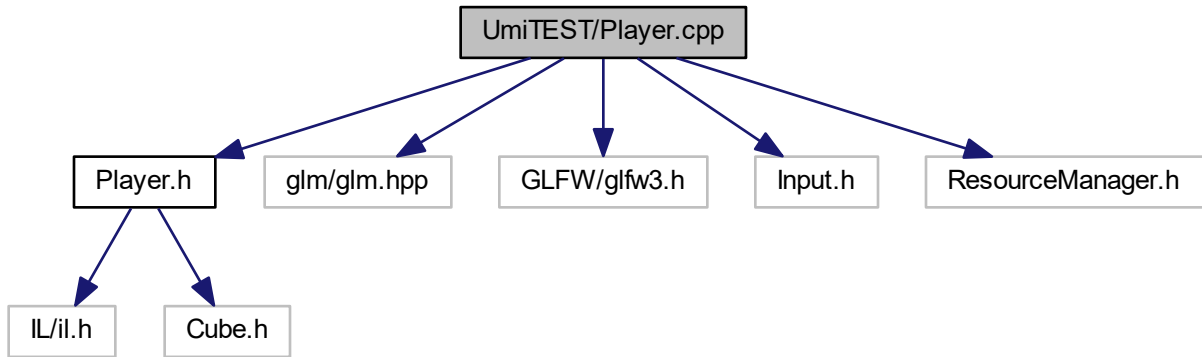 UmiTEST/Player.cpp
Player.h
glm/glm.hpp
GLFW/glfw3.h
Input.h
ResourceManager.h
IL/il.h
Cube.h